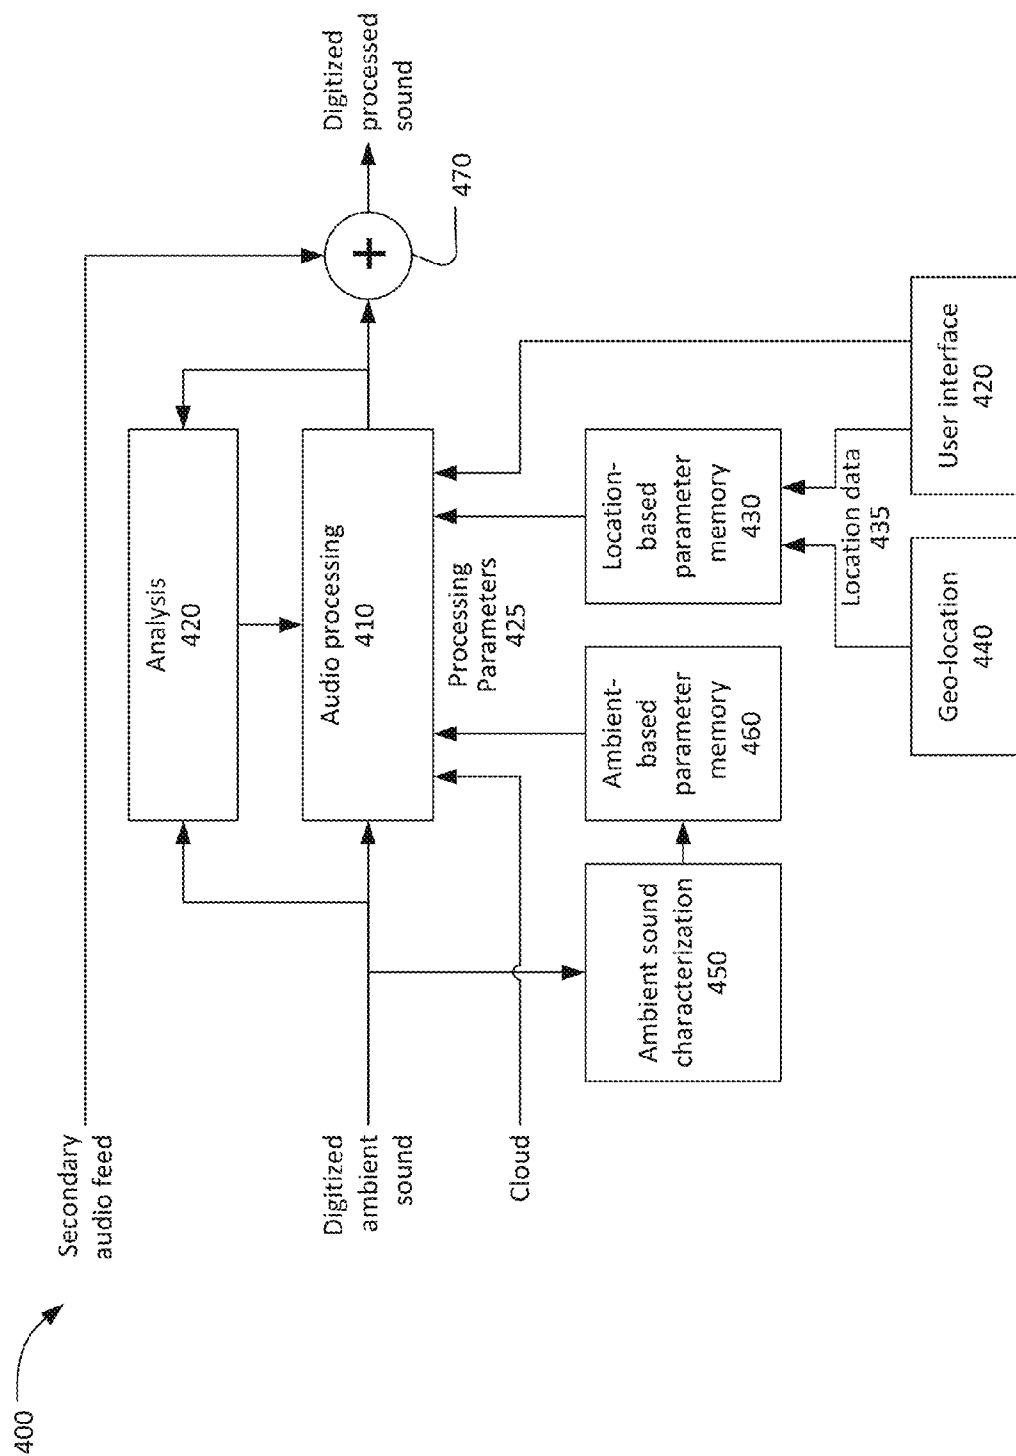 400
Secondary
audio feed
Digitized
ambient
sound
Cloud
Analysis
420
Audio processing
410
Processing
Parameters
425
Digitized
processed
sound
+
470
Ambient sound
characterization
450
Ambient-
based
parameter
memory
460
Location-
based
parameter
memory
430
Location data
435
Geo-location
440
User interface
420